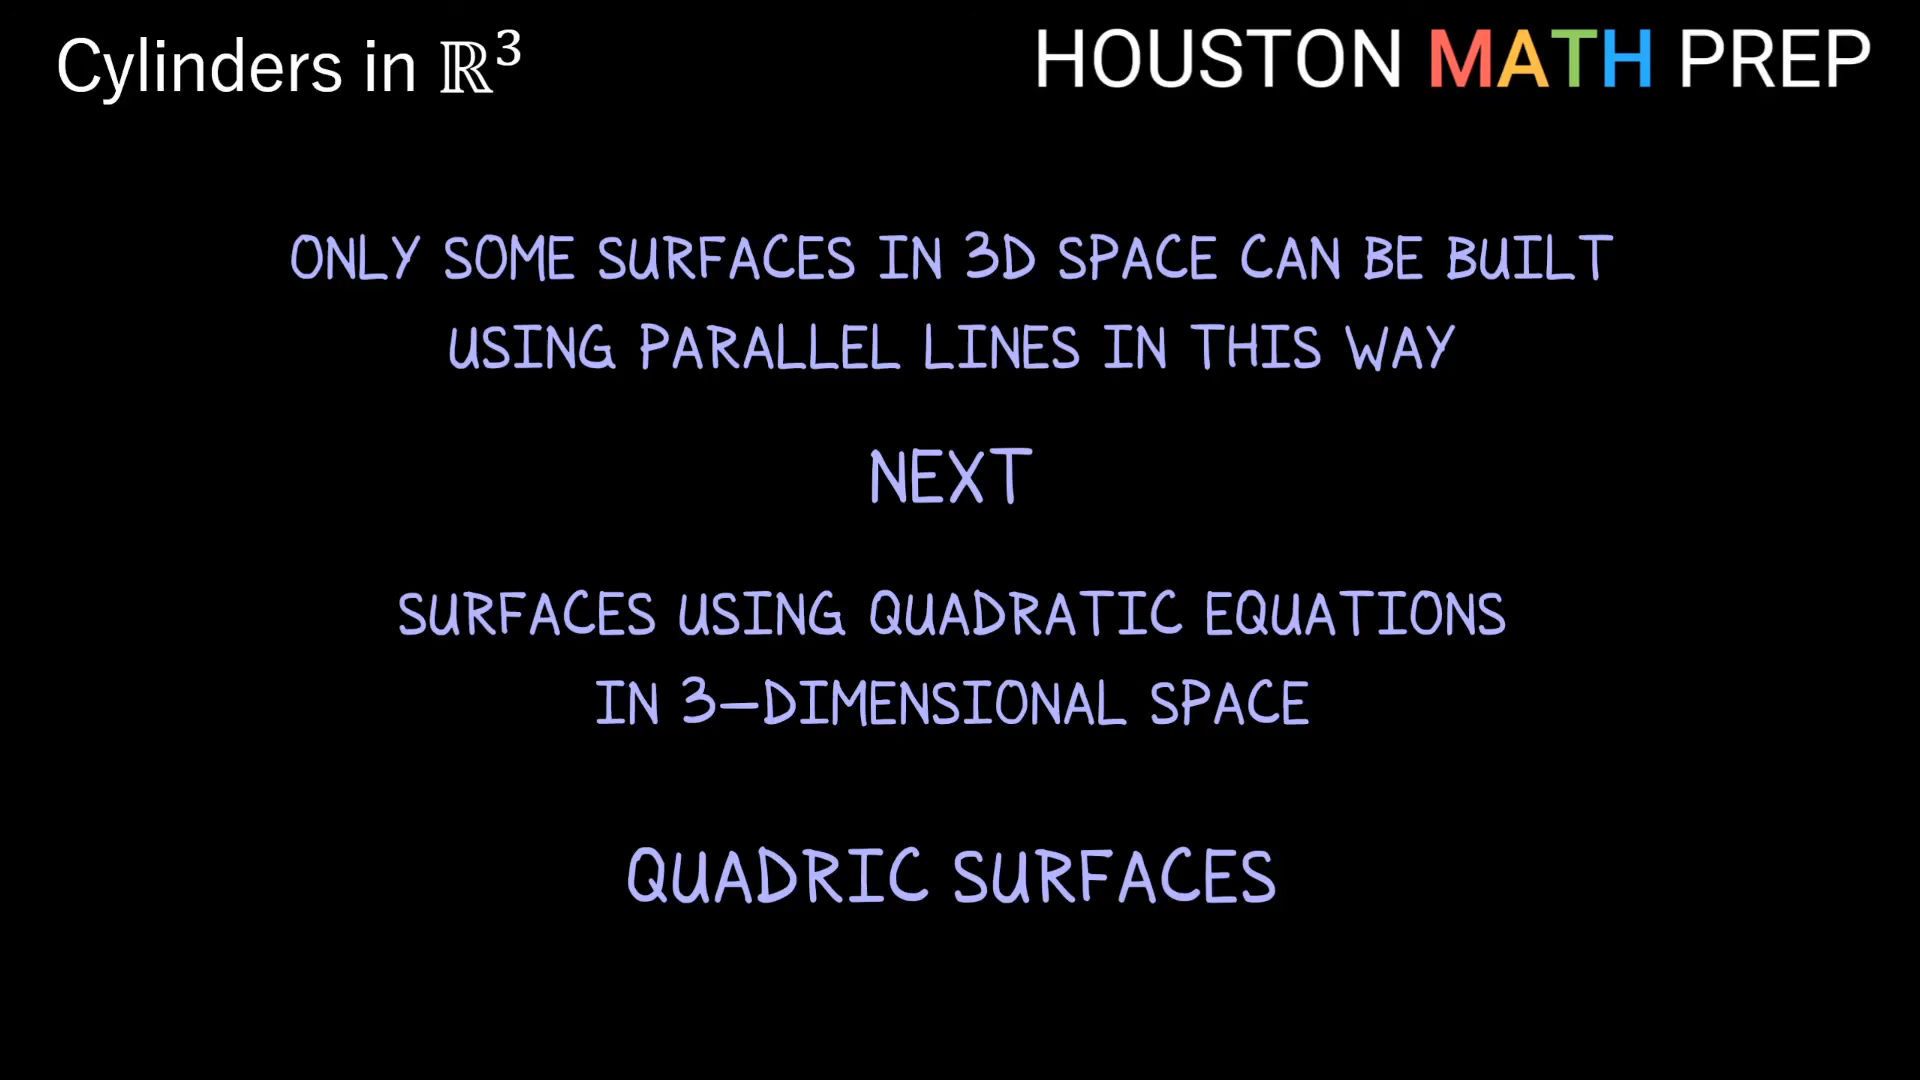 Cylinders in ℝ³
HOUSTON MATH PREP
ONLY SOME SURFACES IN 3D SPACE CAN BE BUILT
USING PARALLEL LINES IN THIS WAY
NEXT
SURFACES USING QUADRATIC EQUATIONS
IN 3-DIMENSIONAL SPACE
QUADRIC SURFACES